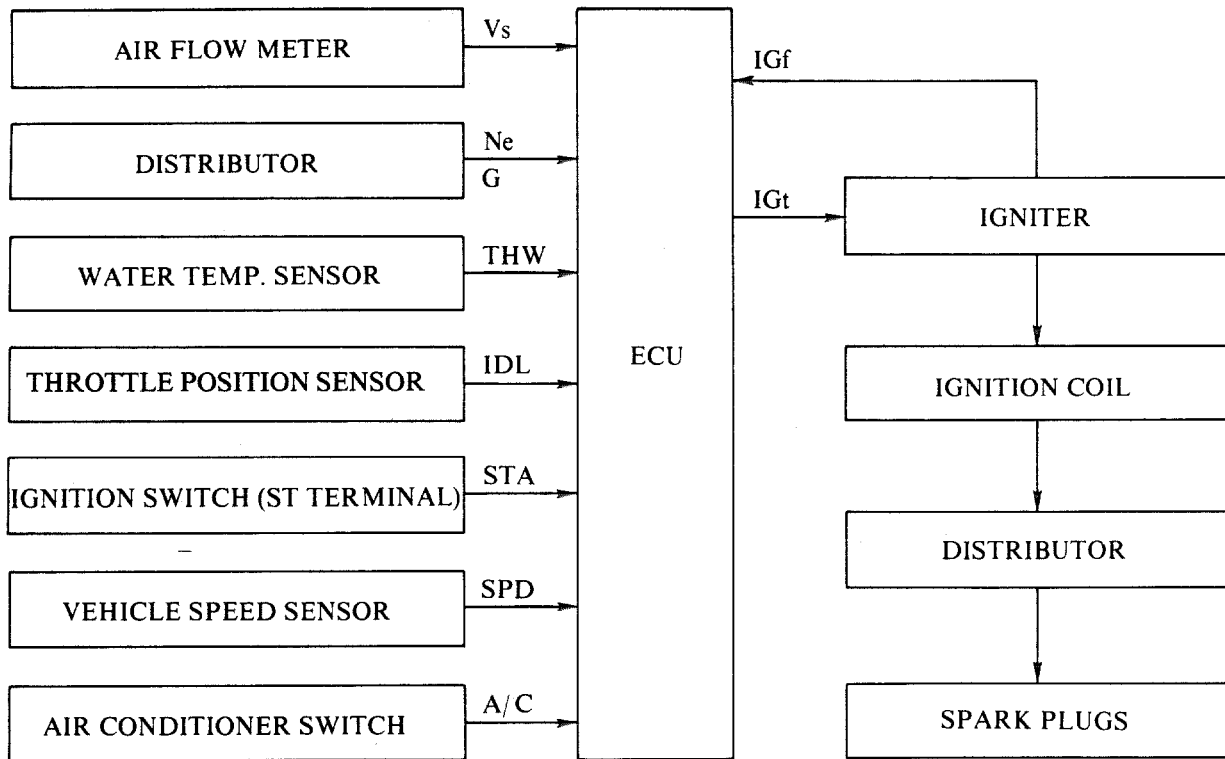 AIR FLOW METER
Vs
DISTRIBUTOR
Ne
G
WATER TEMP. SENSOR
THW
THROTTLE POSITION SENSOR
IDL
IGNITION SWITCH (ST TERMINAL)
STA
VEHICLE SPEED SENSOR
SPD
AIR CONDITIONER SWITCH
A/C
ECU
IGf
IGt
IGNITER
IGNITION COIL
DISTRIBUTOR
SPARK PLUGS